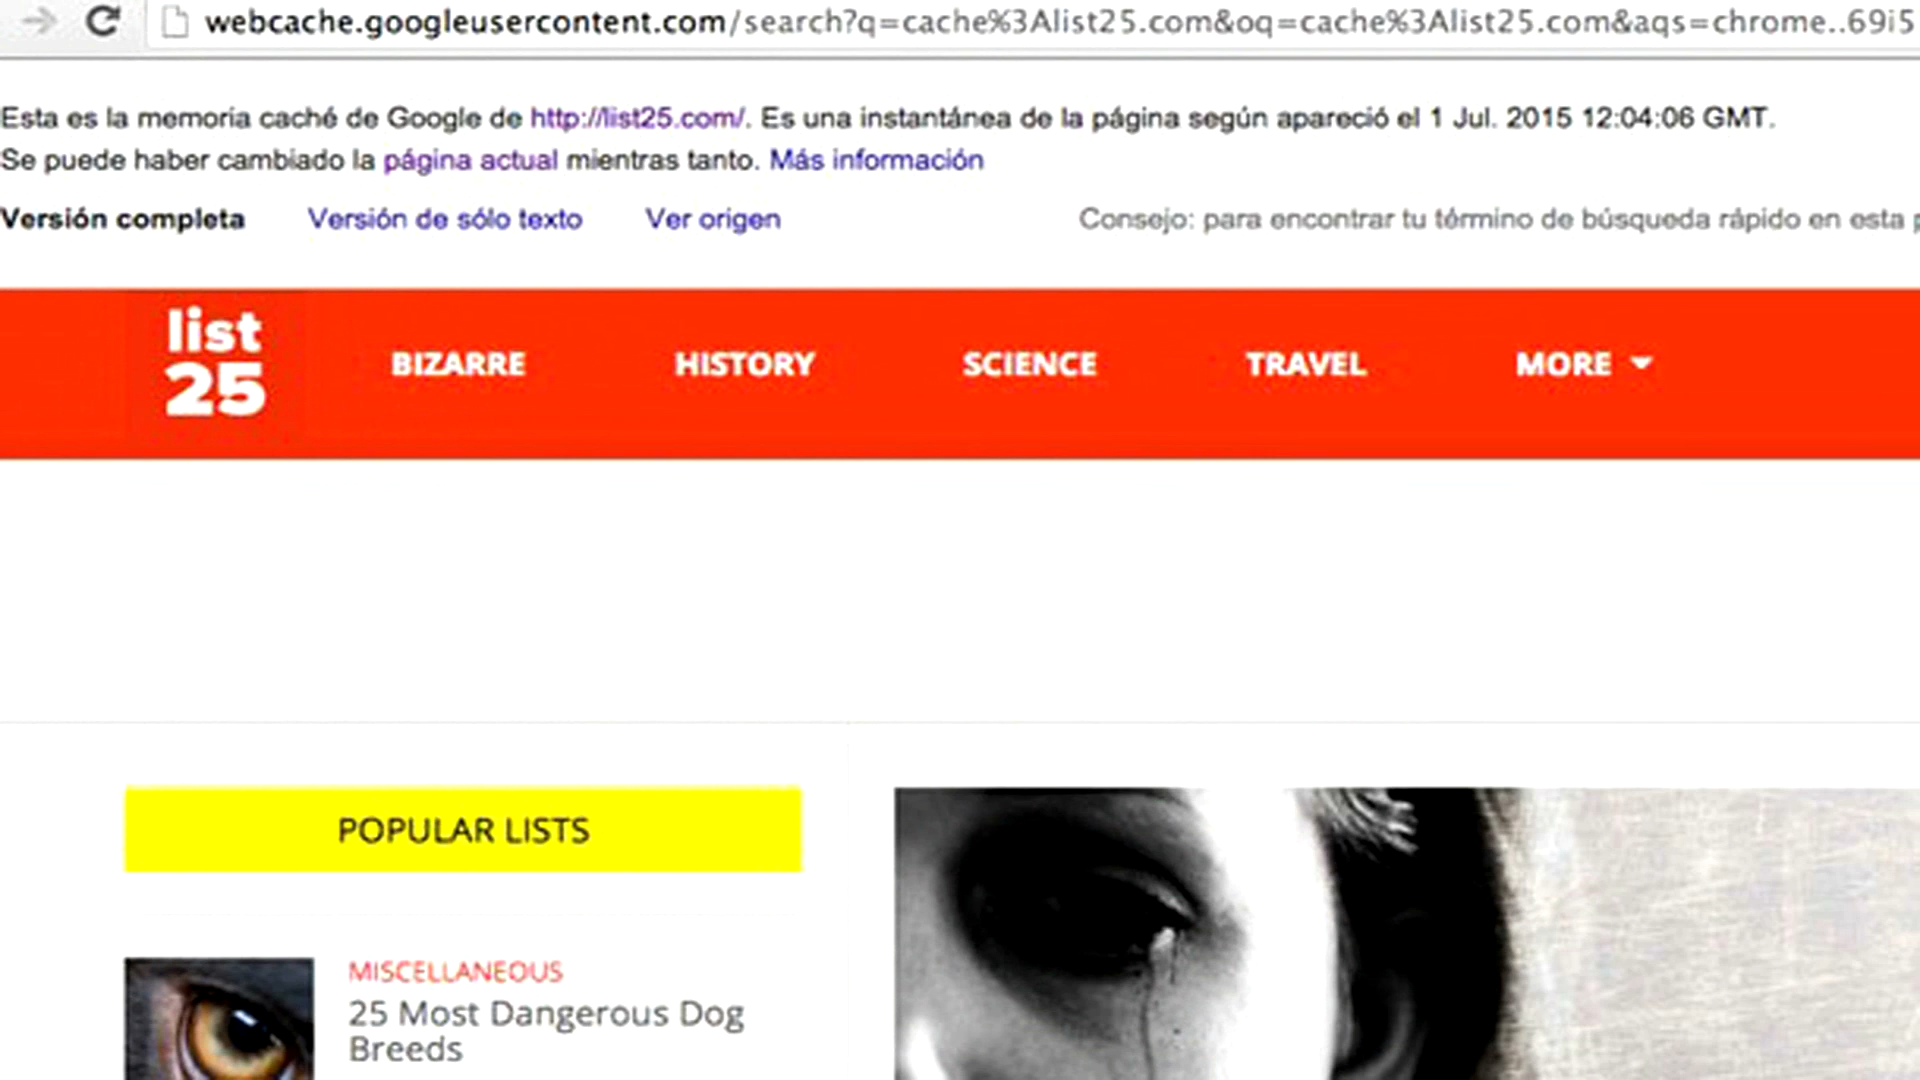 webcache.googleusercontent.com/search?q=cache%3Alist25.com&oq=cache%3Alist25.com&aqs=chrome..69i5
Esta es la memoria caché de Google de http://list25.com/. Es una instantánea de la página según apareció el 1 Jul. 2015 12:04:06 GMT.
Se puede haber cambiado la página actual mientras tanto. Más información
Versión completa Versión de sólo texto Ver origen Consejo: para encontrar tu término de búsqueda rápido en esta p
list
25
BIZARRE HISTORY SCIENCE TRAVEL MORE
POPULAR LISTS
MISCELLANEOUS
25 Most Dangerous Dog
Breeds